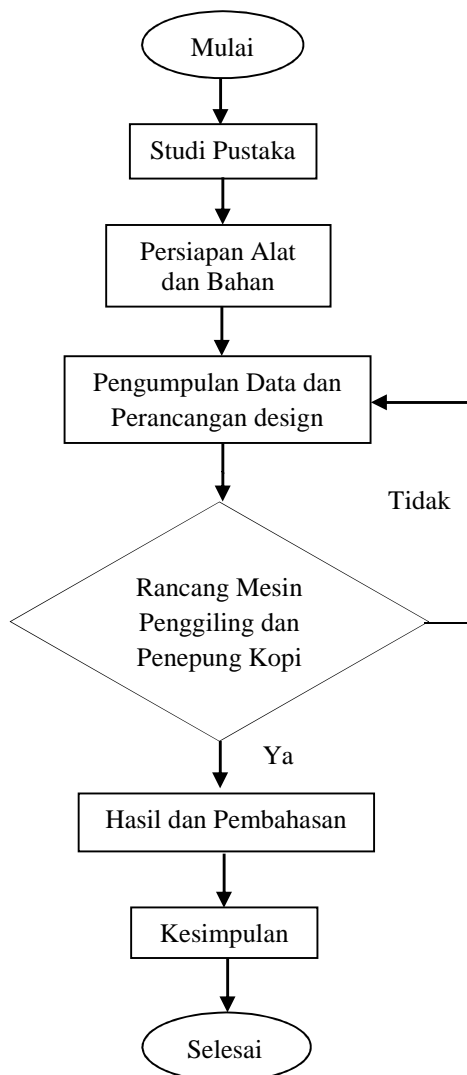 Mulai
Studi Pustaka
Persiapan Alat
dan Bahan
Pengumpulan Data dan
Perancangan design
Tidak
Rancang Mesin
Penggiling dan
Penepung Kopi
Ya
Hasil dan Pembahasan
Kesimpulan
Selesai